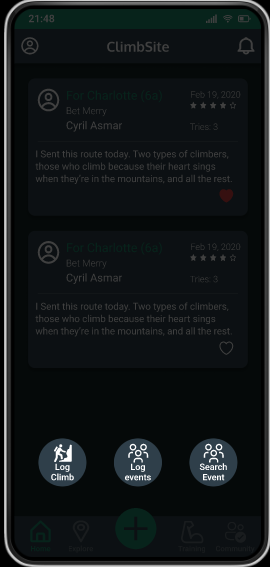 21:48
ClimbSite
For Charlotte (6a)
Feb 19, 2020
Bet Merry
Cyril Asmar
Tries: 3
I Sent this route today. Two types of climbers,
those who climb because their heart sings
when they're in the mountains, and all the rest.
For Charlotte (6a)
Feb 19, 2020
Bet Merry
Cyril Asmar
Tries: 3
I Sent this route today. Two types of climbers,
those who climb because their heart sings
when they're in the mountains, and all the rest.
Log
Climb
Log
events
Search
Event
Home
Explore
Training
Community